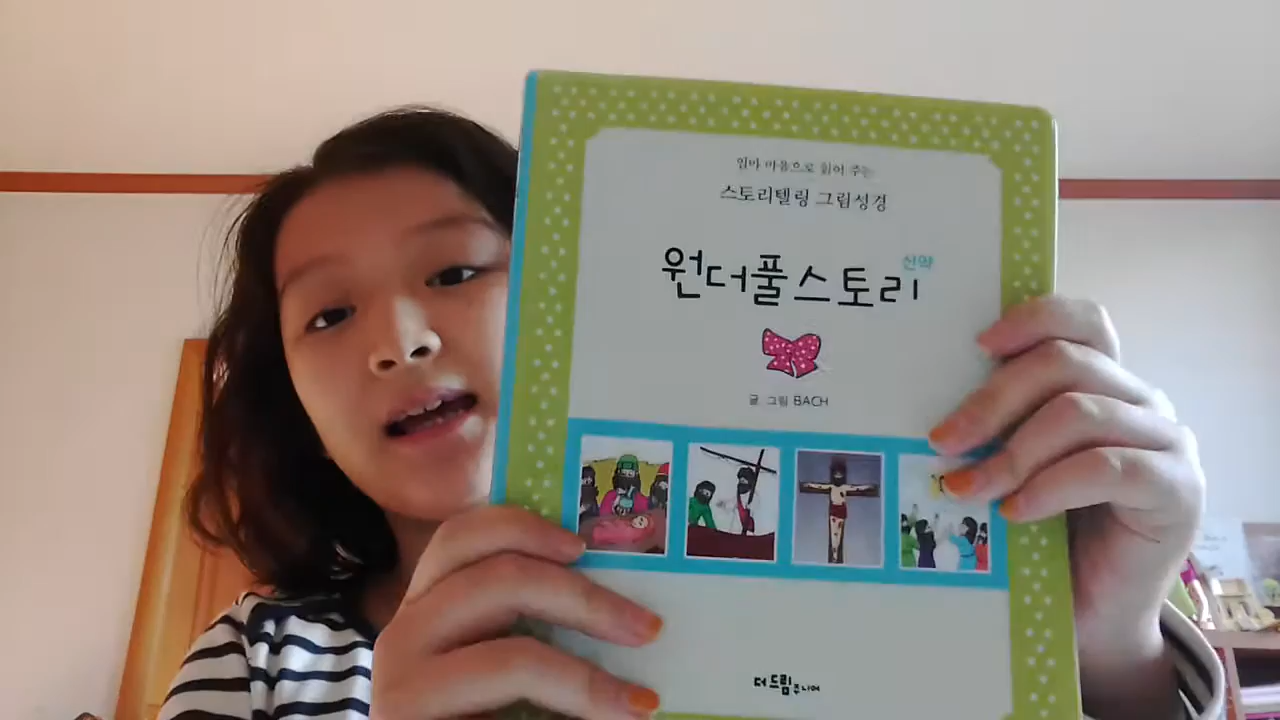 엄마 마음으로 읽어 주는
스토리텔링 그림성경
신약
원더풀스토리
글 그림 BACH
더드림주니어